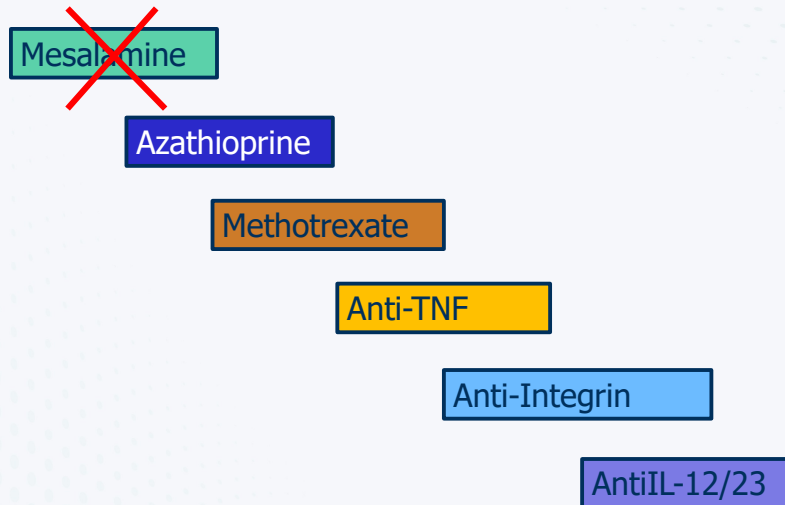 Mesalamine
Azathioprine
Methotrexate
Anti-TNF
Anti-Integrin
AntiIL-12/23